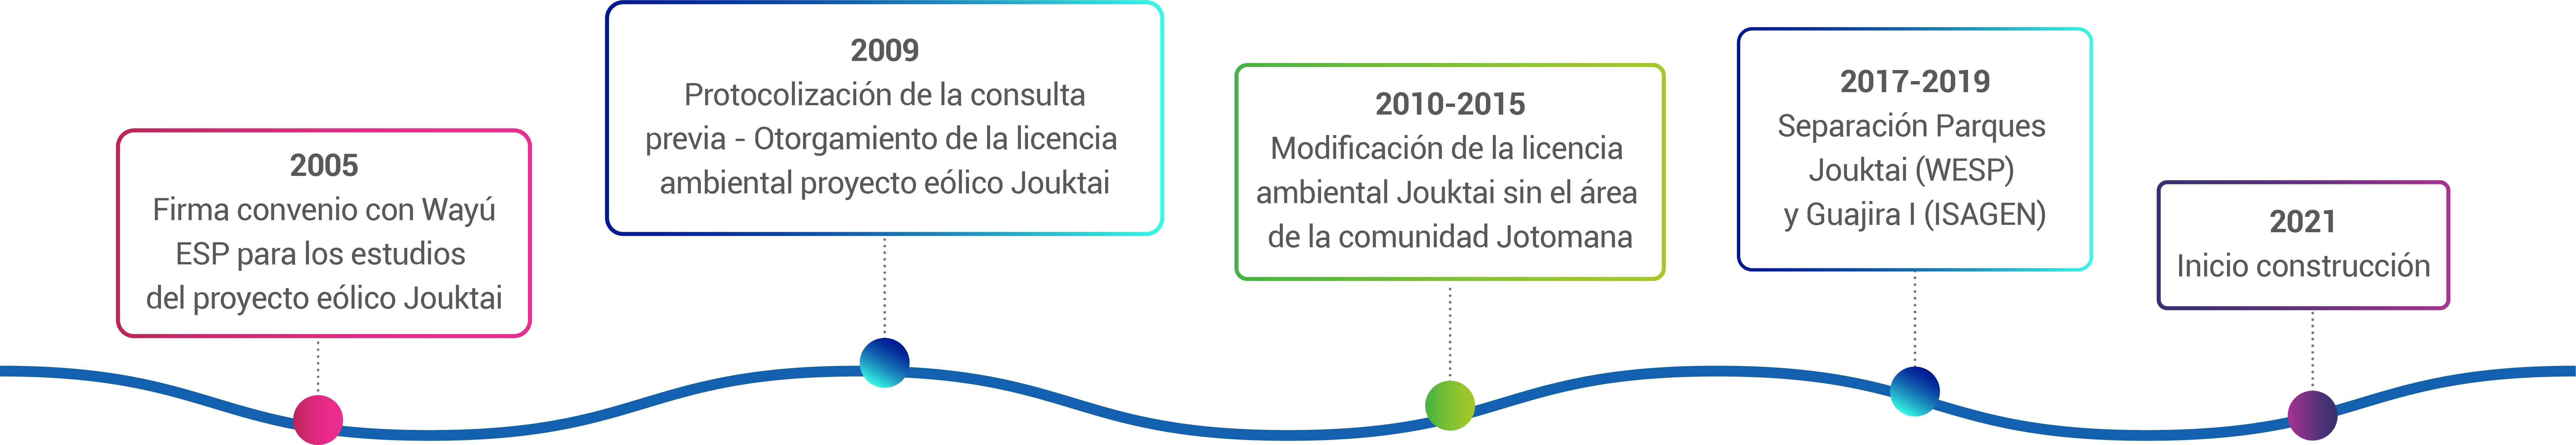 2005
Firma convenio con Wayú
ESP para los estudios
del proyecto eólico Jouktai
2009
Protocolización de la consulta
previa - Otorgamiento de la licencia
ambiental proyecto eólico Jouktai
2010-2015
Modificación de la licencia
ambiental Jouktai sin el área
de la comunidad Jotomana
2017-2019
Separación Parques
Jouktai (WESP)
y Guajira I (ISAGEN)
2021
Inicio construcción